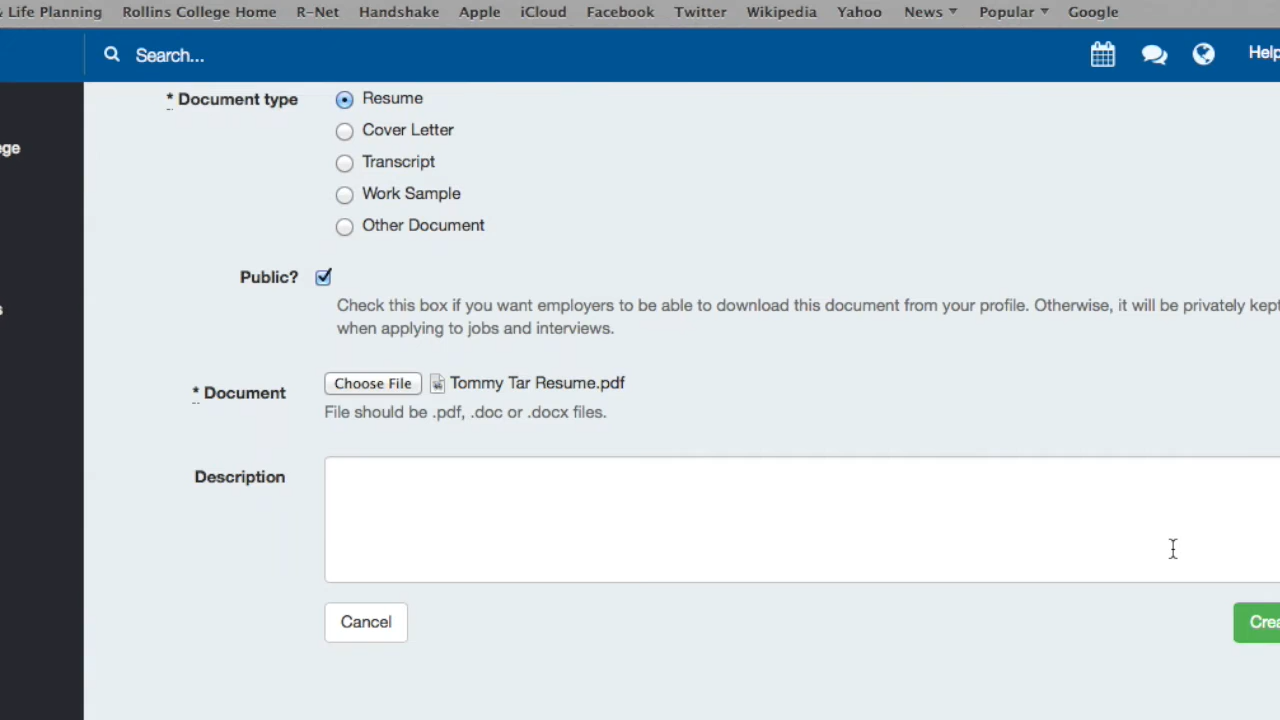 & Life Planning Rollins College Home R-Net Handshake Apple iCloud Facebook Twitter Wikipedia Yahoo News Popular Google
Search... Help
* Document type Resume
Cover Letter
ege
Transcript
Work Sample
Other Document
Public?
s
Check this box if you want employers to be able to download this document from your profile. Otherwise, it will be privately kept
when applying to jobs and interviews.
* Document Choose File Tommy Tar Resume.pdf
File should be .pdf, .doc or .docx files.
Description
Cancel Crea